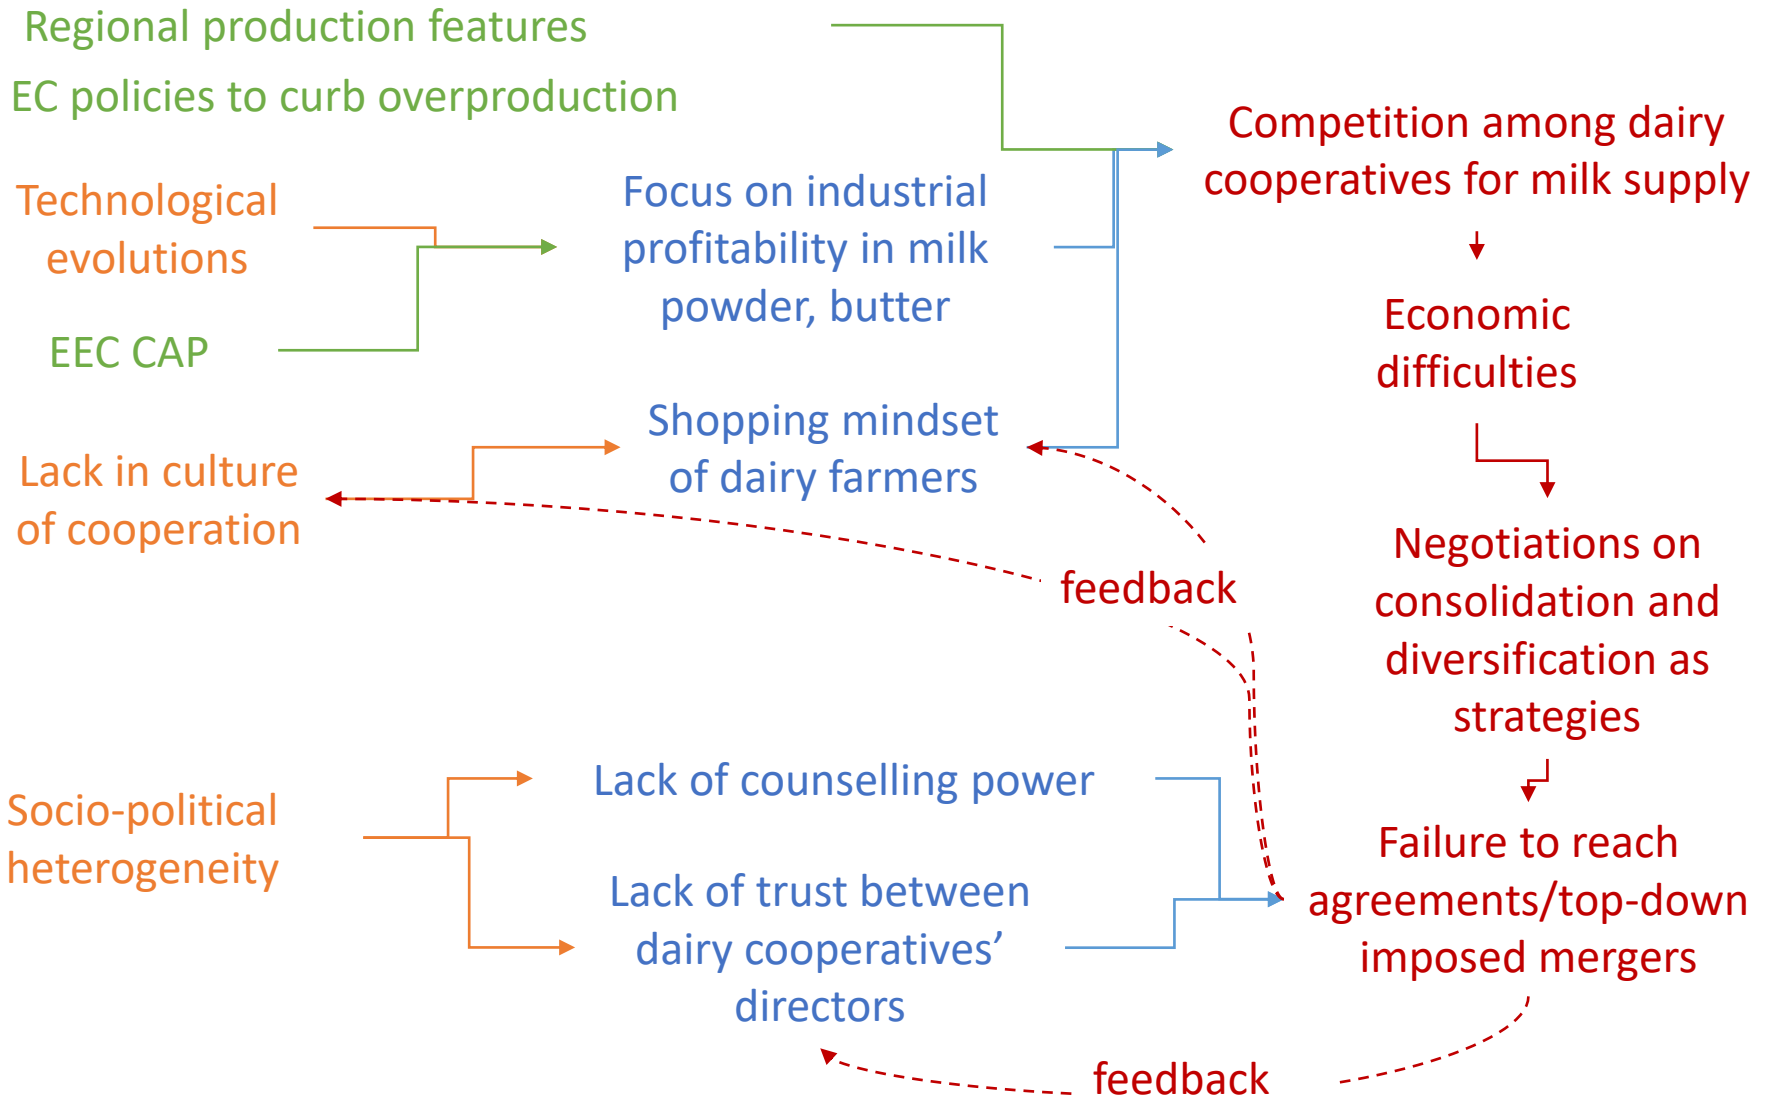 Regional production features
EC policies to curb overproduction
Technological
evolutions
EEC CAP
Lack in culture
of cooperation
Socio-political
heterogeneity
Focus on industrial
profitability in milk
powder, butter
Shopping mindset
of dairy farmers
Lack of counselling power
Lack of trust between
dairy cooperatives’
directors
feedback
feedback
Competition among dairy
cooperatives for milk supply
Economic
difficulties
Negotiations on
consolidation and
diversification as
strategies
Failure to reach
agreements/top-down
imposed mergers